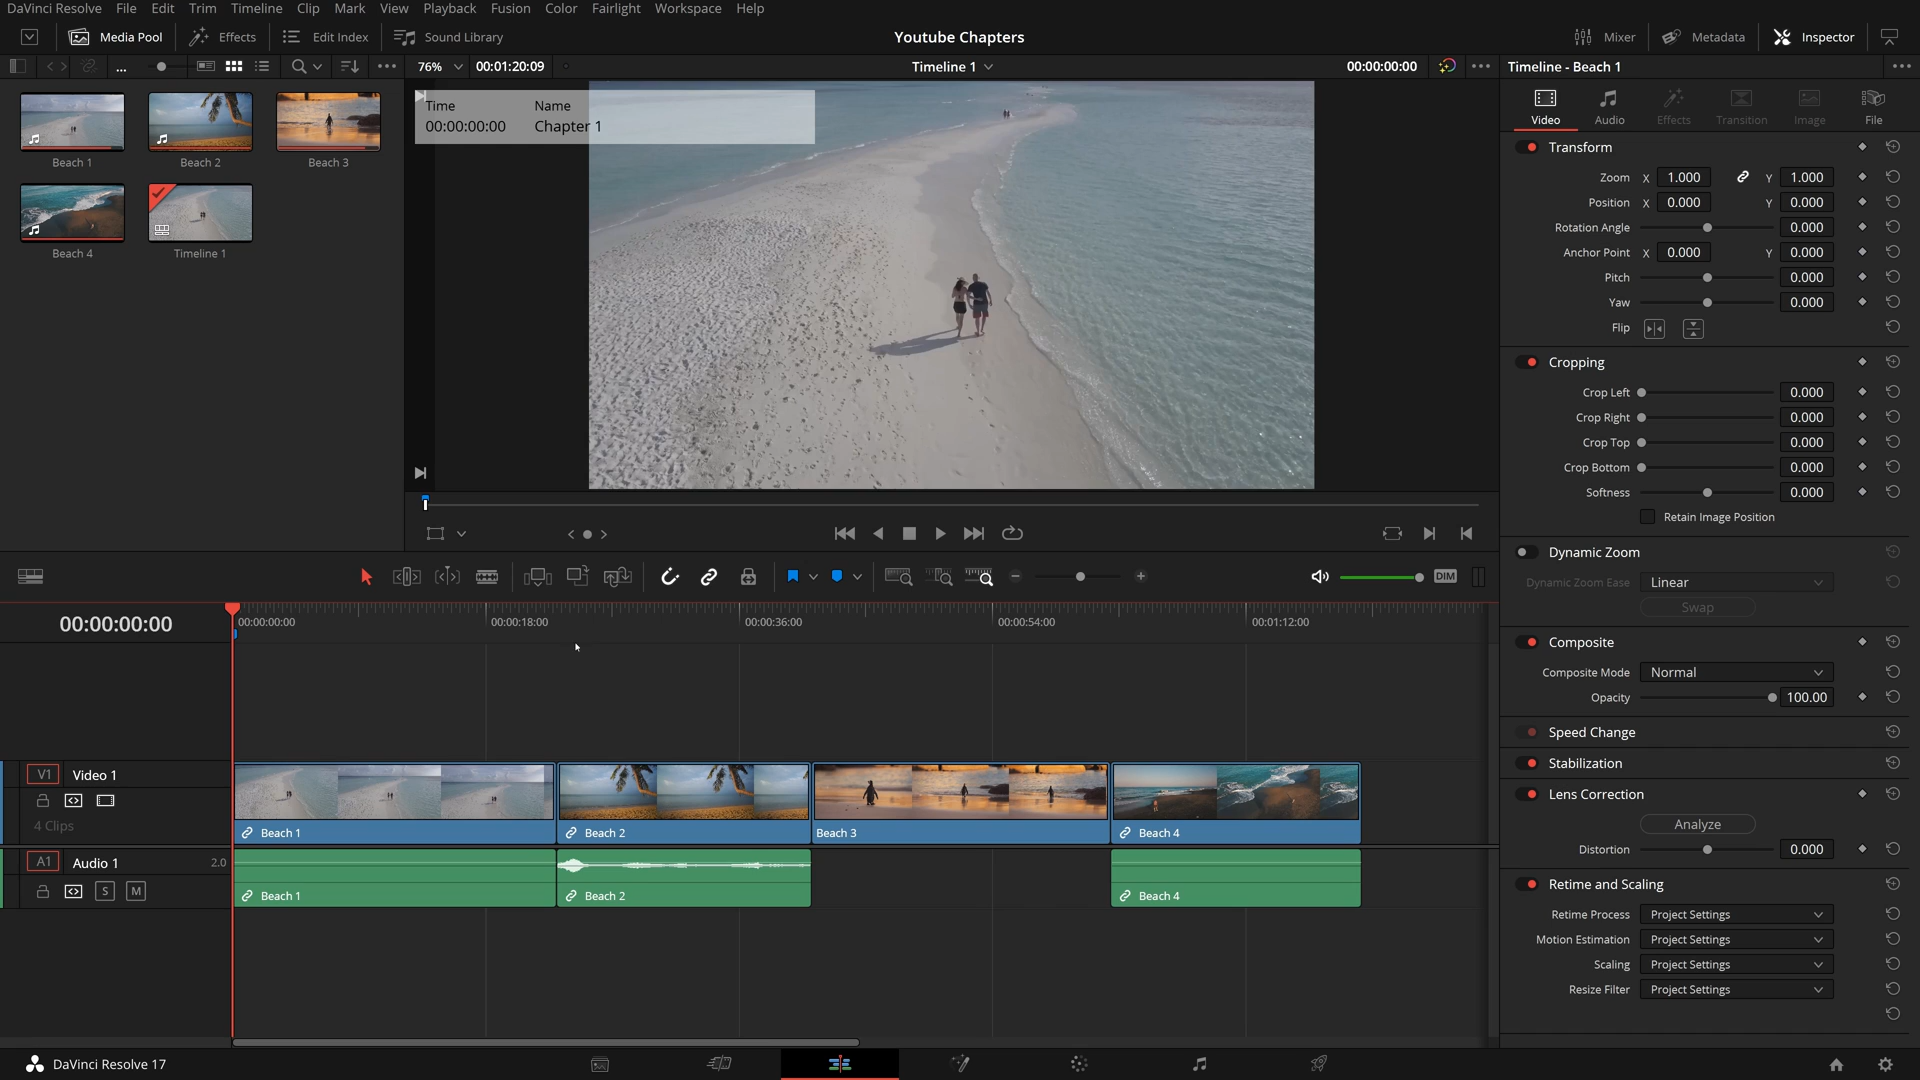 DaVinci Resolve File Edit Trim Timeline Clip Mark View Playback Fusion Color Fairlight Workspace Help
Media Pool Effects Edit Index Sound Library Youtube Chapters Mixer Metadata Inspector
... 76% 00:01:20:09 Timeline 1 00:00:00:00 Timeline - Beach 1
Time Name
00:00:00:00 Chapter 1
Beach 1 Beach 2 Beach 3
Beach 4 Timeline 1
Video Audio Effects Transition Image File
Transform
Zoom X 1.000 Y 1.000
Position X 0.000 Y 0.000
Rotation Angle 0.000
Anchor Point X 0.000 Y 0.000
Pitch 0.000
Yaw 0.000
Flip
Cropping
Crop Left 0.000
Crop Right 0.000
Crop Top 0.000
Crop Bottom 0.000
Softness 0.000
Retain Image Position
Dynamic Zoom
Dynamic Zoom Ease Linear
Swap
Composite
Composite Mode Normal
Opacity 100.00
Speed Change
Stabilization
Lens Correction
Analyze
Distortion 0.000
Retime and Scaling
Retime Process Project Settings
Motion Estimation Project Settings
Scaling Project Settings
Resize Filter Project Settings
DIM
00:00:00:00 00:00:00:00 00:00:18:00 00:00:36:00 00:00:54:00 00:01:12:00
V1 Video 1
4 Clips
Beach 1 Beach 2 Beach 3 Beach 4
A1 Audio 1 2.0
S M
Beach 1 Beach 2 Beach 4
DaVinci Resolve 17